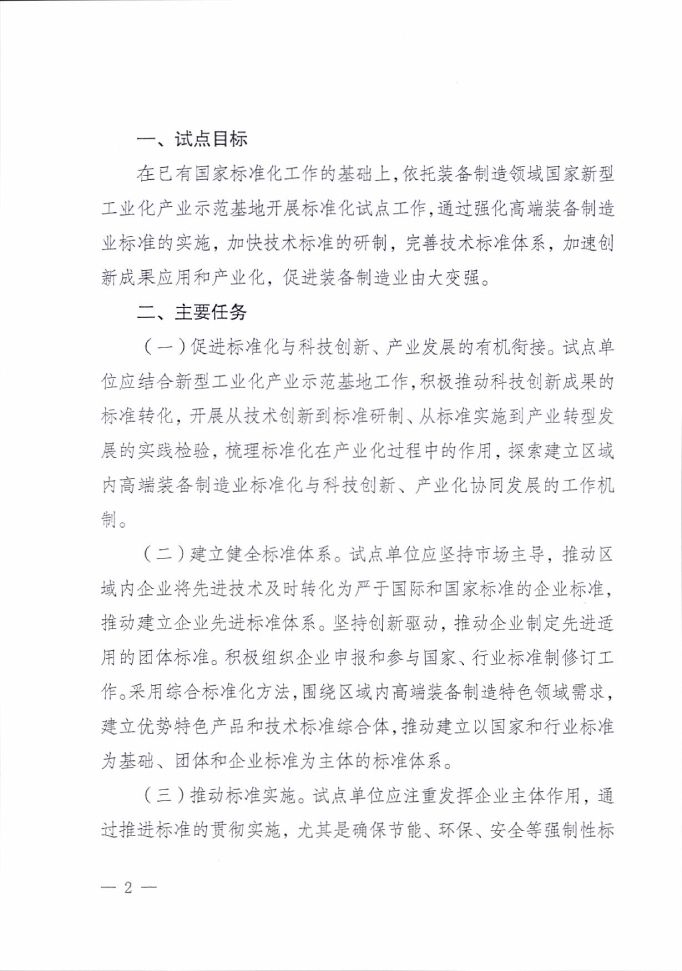 一、试点目标
在已有国家标准化工作的基础上,依托装备制造领域国家新型
工业化产业示范基地开展标准化试点工作,通过强化高端装备制造
业标准的实施，加快技术标准的研制，完善技术标准体系，加速创
新成果应用和产业化，促进装备制造业由大变强。
二、主要任务
（一）促进标准化与科技创新、产业发展的有机衔接。试点单
位应结合新型工业化产业示范基地工作,积极推动科技创新成果的
标准转化，开展从技术创新到标准研制、从标准实施到产业转型发
展的实践检验，梳理标准化在产业化过程中的作用，探索建立区域
内高端装备制造业标准化与科技创新、产业化协同发展的工作机
制。
（二）建立健全标准体系。试点单位应坚持市场主导，推动区
域内企业将先进技术及时转化为严于国际和国家标准的企业标准，
推动建立企业先进标准体系。坚持创新驱动，推动企业制定先进适
用的团体标准。积极组织企业申报和参与国家、行业标准制修订工
作。采用综合标准化方法，围绕区域内高端装备制造特色领域需求，
建立优势特色产品和技术标准综合体，推动建立以国家和行业标准
为基础、团体和企业标准为主体的标准体系。
（三）推动标准实施。试点单位应注重发挥企业主体作用，通
过推进标准的贯彻实施，尤其是确保节能、环保、安全等强制性标
— 2 —